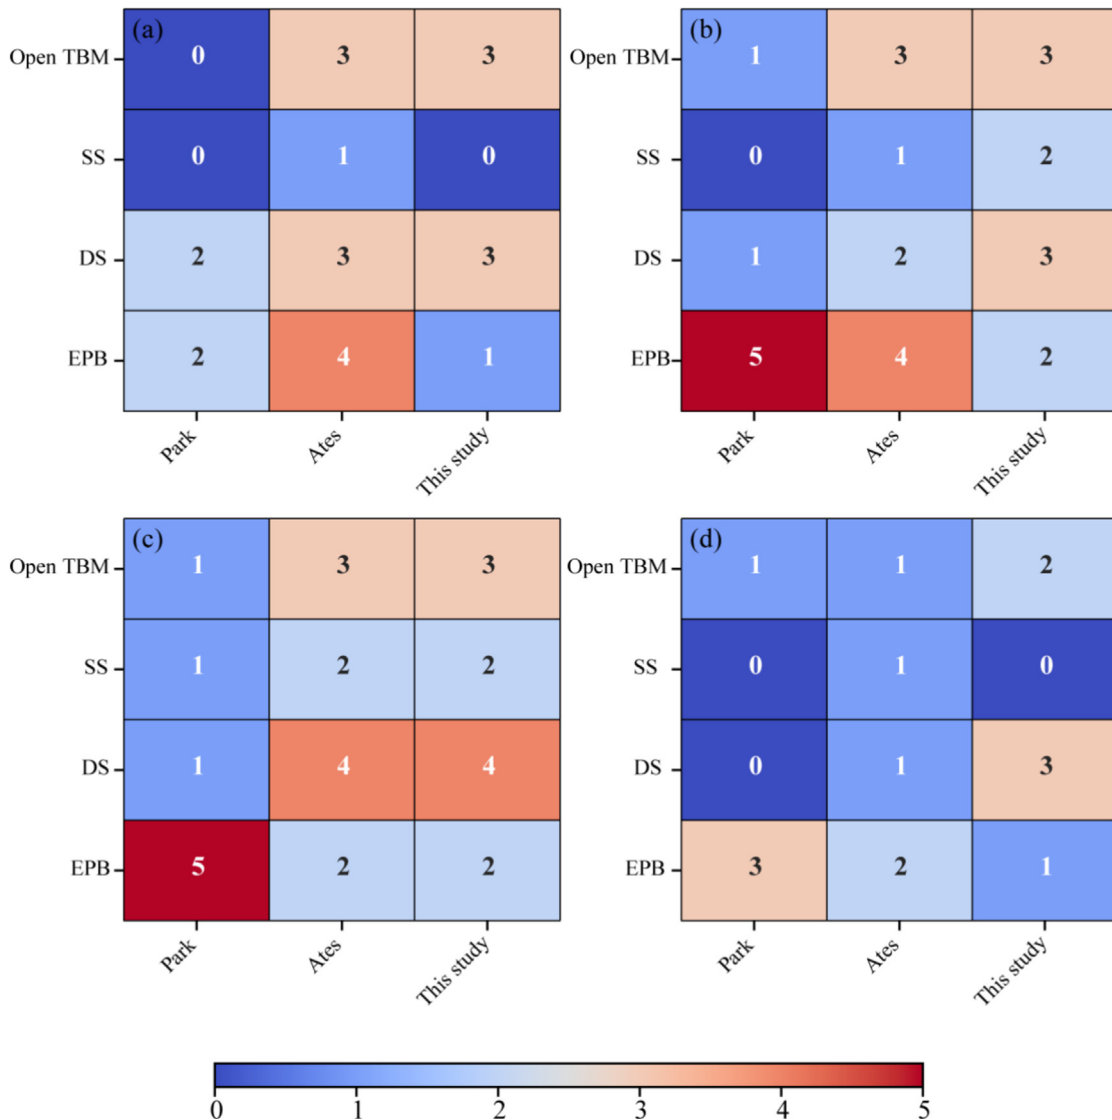 (a)
Open TBM 0 3 3
SS 0 1 0
DS 2 3 3
EPB 2 4 1
Park Ates This study
(b)
Open TBM 1 3 3
SS 0 1 2
DS 1 2 3
EPB 5 4 2
Park Ates This study
(c)
Open TBM 1 3 3
SS 1 2 2
DS 1 4 4
EPB 5 2 2
Park Ates This study
(d)
Open TBM 1 1 2
SS 0 1 0
DS 0 1 3
EPB 3 2 1
Park Ates This study
0 1 2 3 4 5